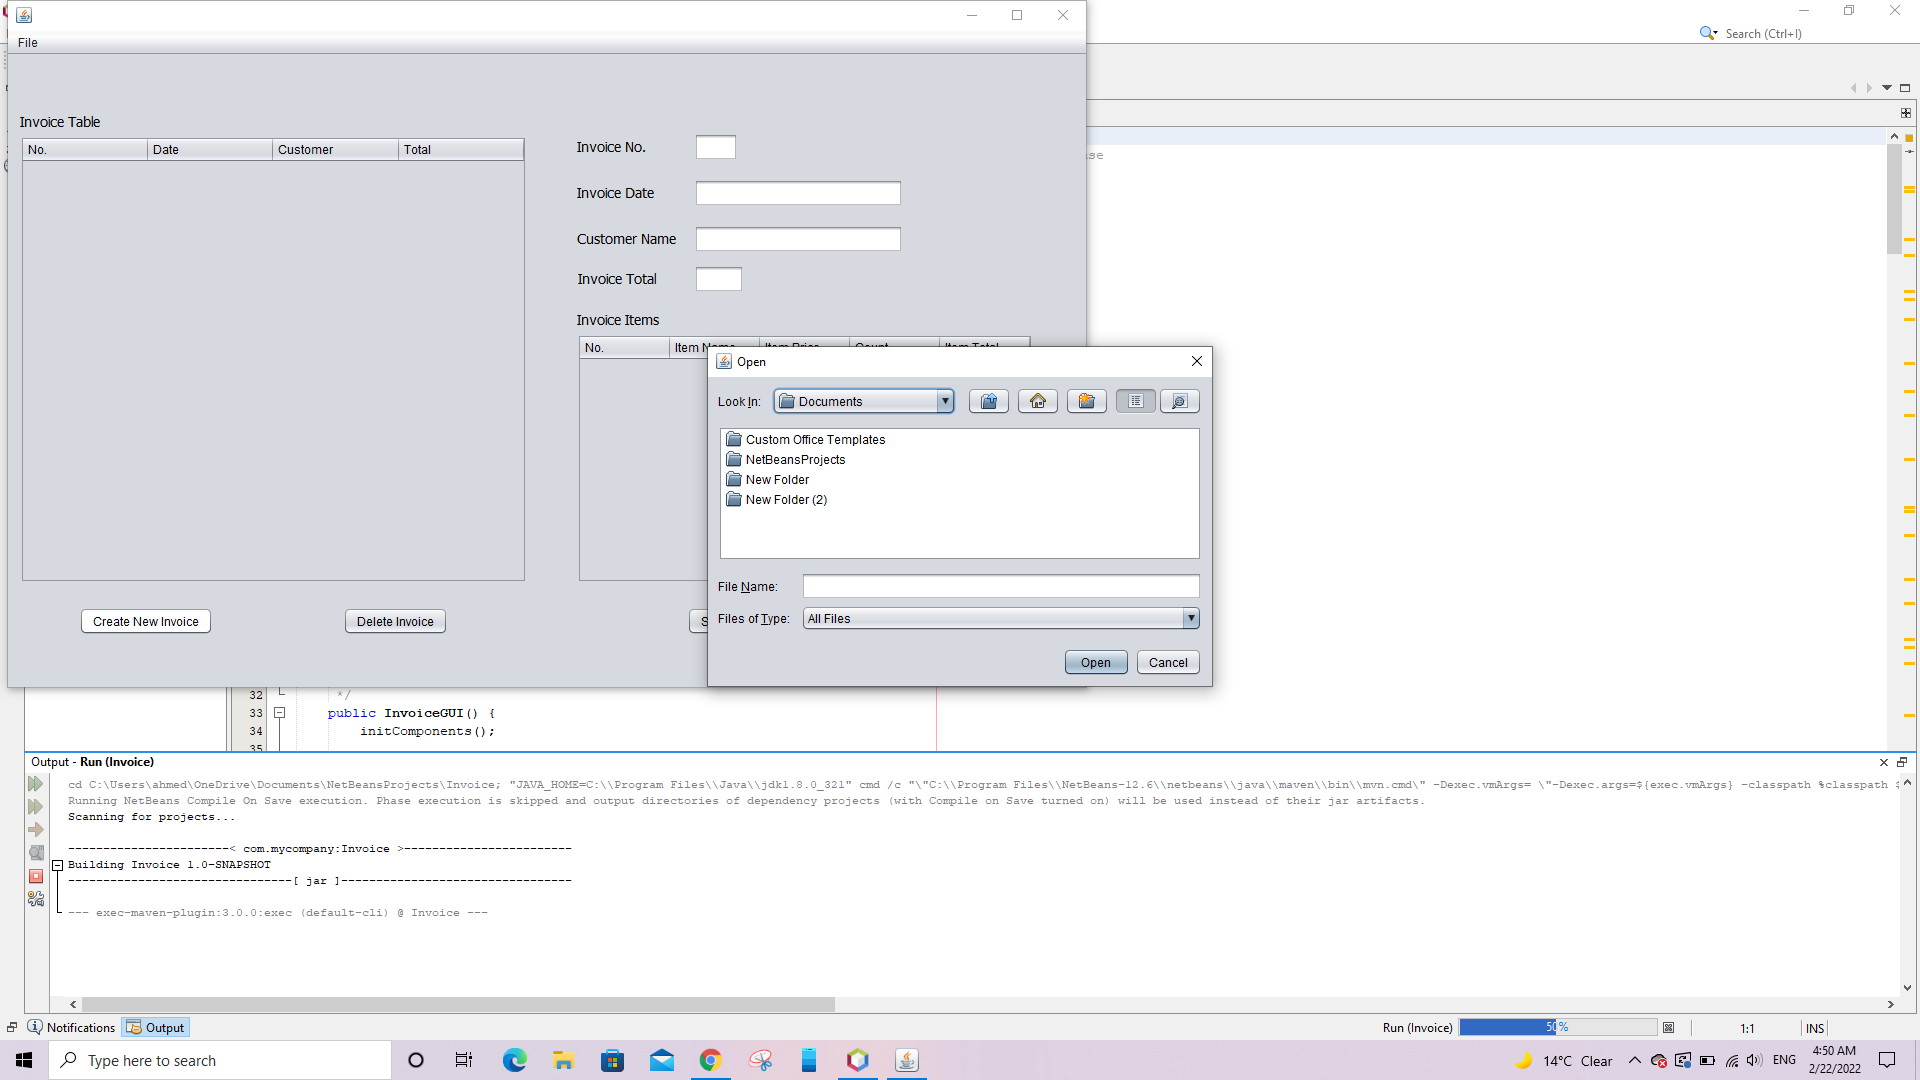 File
Search (Ctrl+I)
Invoice Table
No. Date Customer Total
Invoice No.
Invoice Date
Customer Name
Invoice Total
Invoice Items
No.
Open
Look In: Documents
Custom Office Templates
NetBeansProjects
New Folder
New Folder (2)
File Name:
Files of Type: All Files
Open Cancel
Create New Invoice Delete Invoice S
32 */
33 public InvoiceGUI() {
34 initComponents();
35
Output - Run (Invoice)
cd C:\Users\ahmed\OneDrive\Documents\NetBeansProjects\Invoice; "JAVA_HOME=C:\\Program Files\\Java\\jdk1.8.0_321" cmd /c "\"C:\\Program Files\\NetBeans-12.6\\netbeans\\java\\maven\\bin\\mvn.cmd\" -Dexec.vmArgs= \"-Dexec.args=${exec.vmArgs} -classpath %classpath
Running NetBeans Compile On Save execution. Phase execution is skipped and output directories of dependency projects (with Compile on Save turned on) will be used instead of their jar artifacts.
Scanning for projects...
-----------------------< com.mycompany:Invoice >------------------------
Building Invoice 1.0-SNAPSHOT
--------------------------------[ jar ]---------------------------------
--- exec-maven-plugin:3.0.0:exec (default-cli) @ Invoice ---
Notifications Output Run (Invoice) 50% 1:1 INS
Type here to search 14°C Clear ENG 4:50 AM
2/22/2022